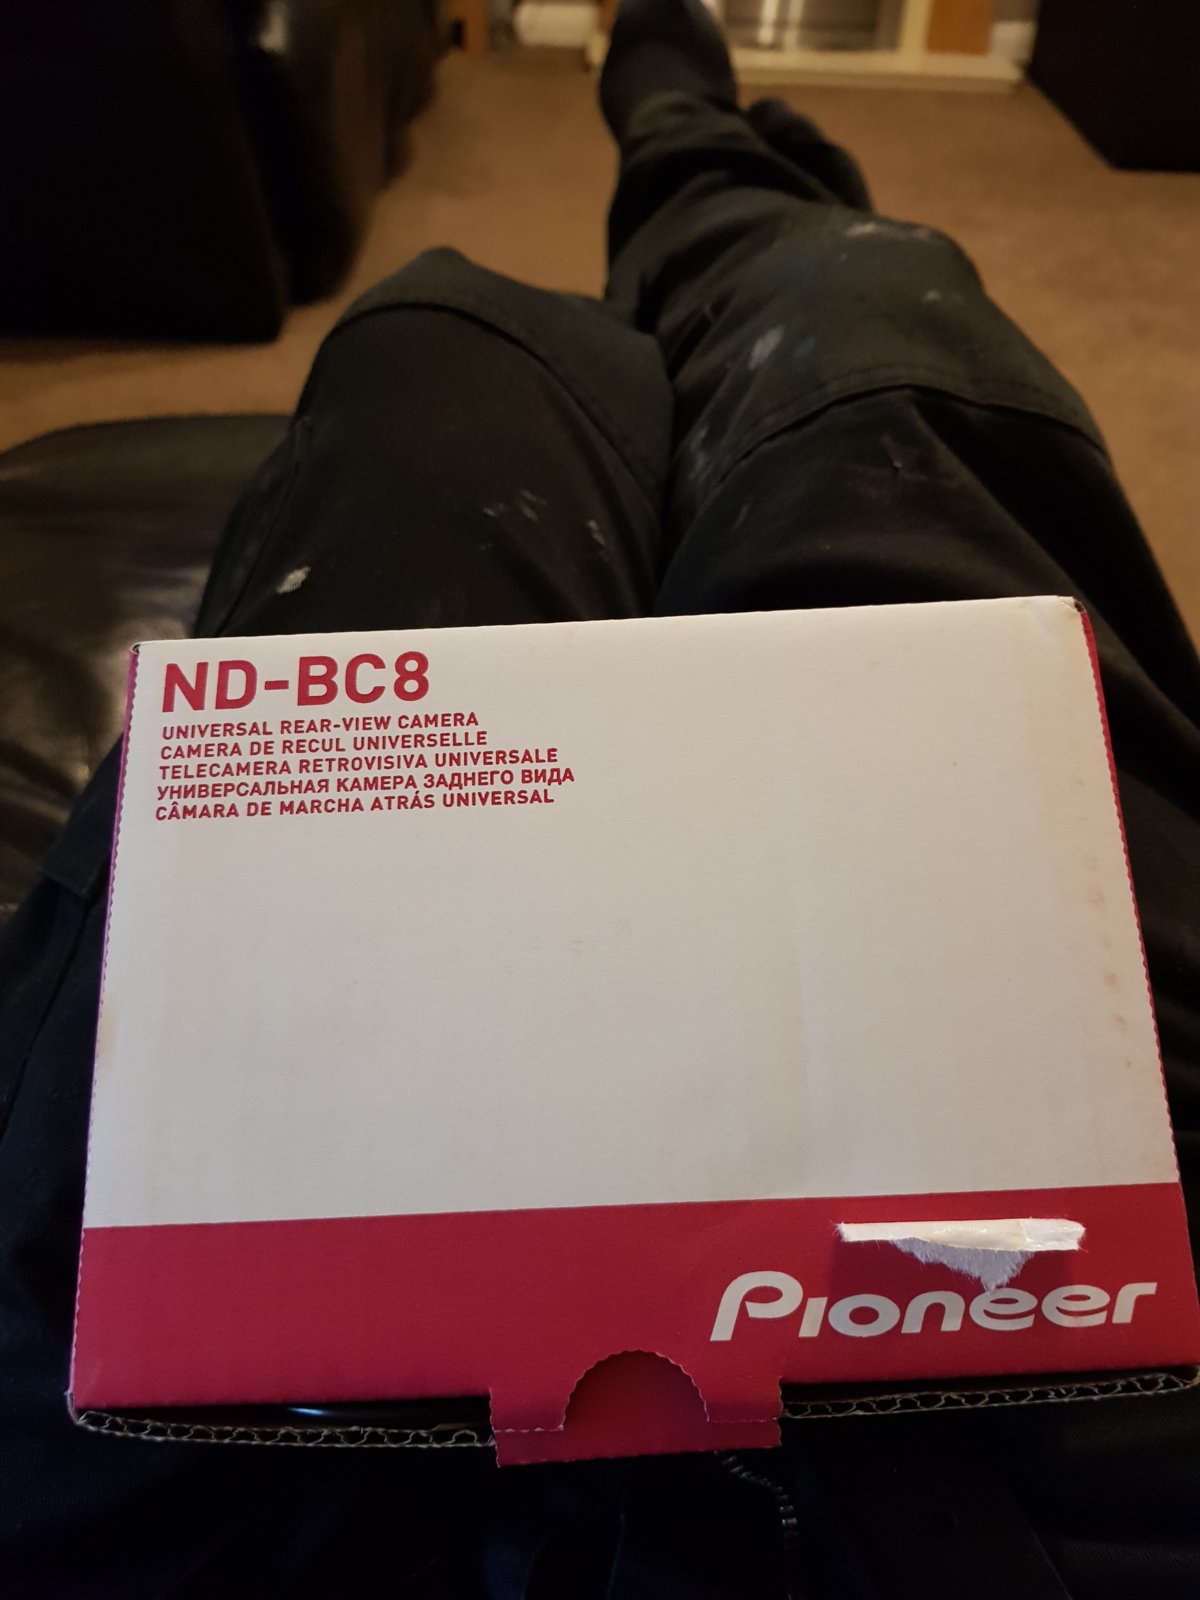 ND-BC8
UNIVERSAL REAR-VIEW CAMERA
CAMERA DE RECUL UNIVERSELLE
TELECAMERA RETROVISIVA UNIVERSALE
УНИВЕРСАЛЬНАЯ КАМЕРА ЗАДНЕГО ВИДА
CÂMARA DE MARCHA ATRÁS UNIVERSAL
Pioneer